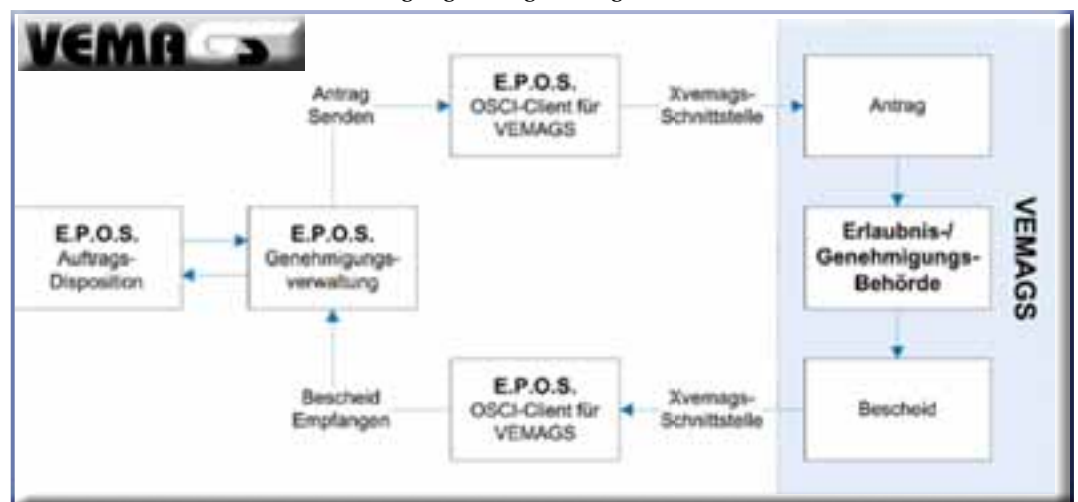 VEMAGS
Antrag
Senden
E.P.O.S.
OSCI-Client für
VEMAGS
Xvemags-
Schnittstelle
Antrag
E.P.O.S.
Auftrags-
Disposition
E.P.O.S.
Genehmigungs-
verwaltung
Erlaubnis-/
Genehmigungs-
Behörde
VEMAGS
Bescheid
Empfangen
E.P.O.S.
OSCI-Client für
VEMAGS
Xvemags-
Schnittstelle
Bescheid